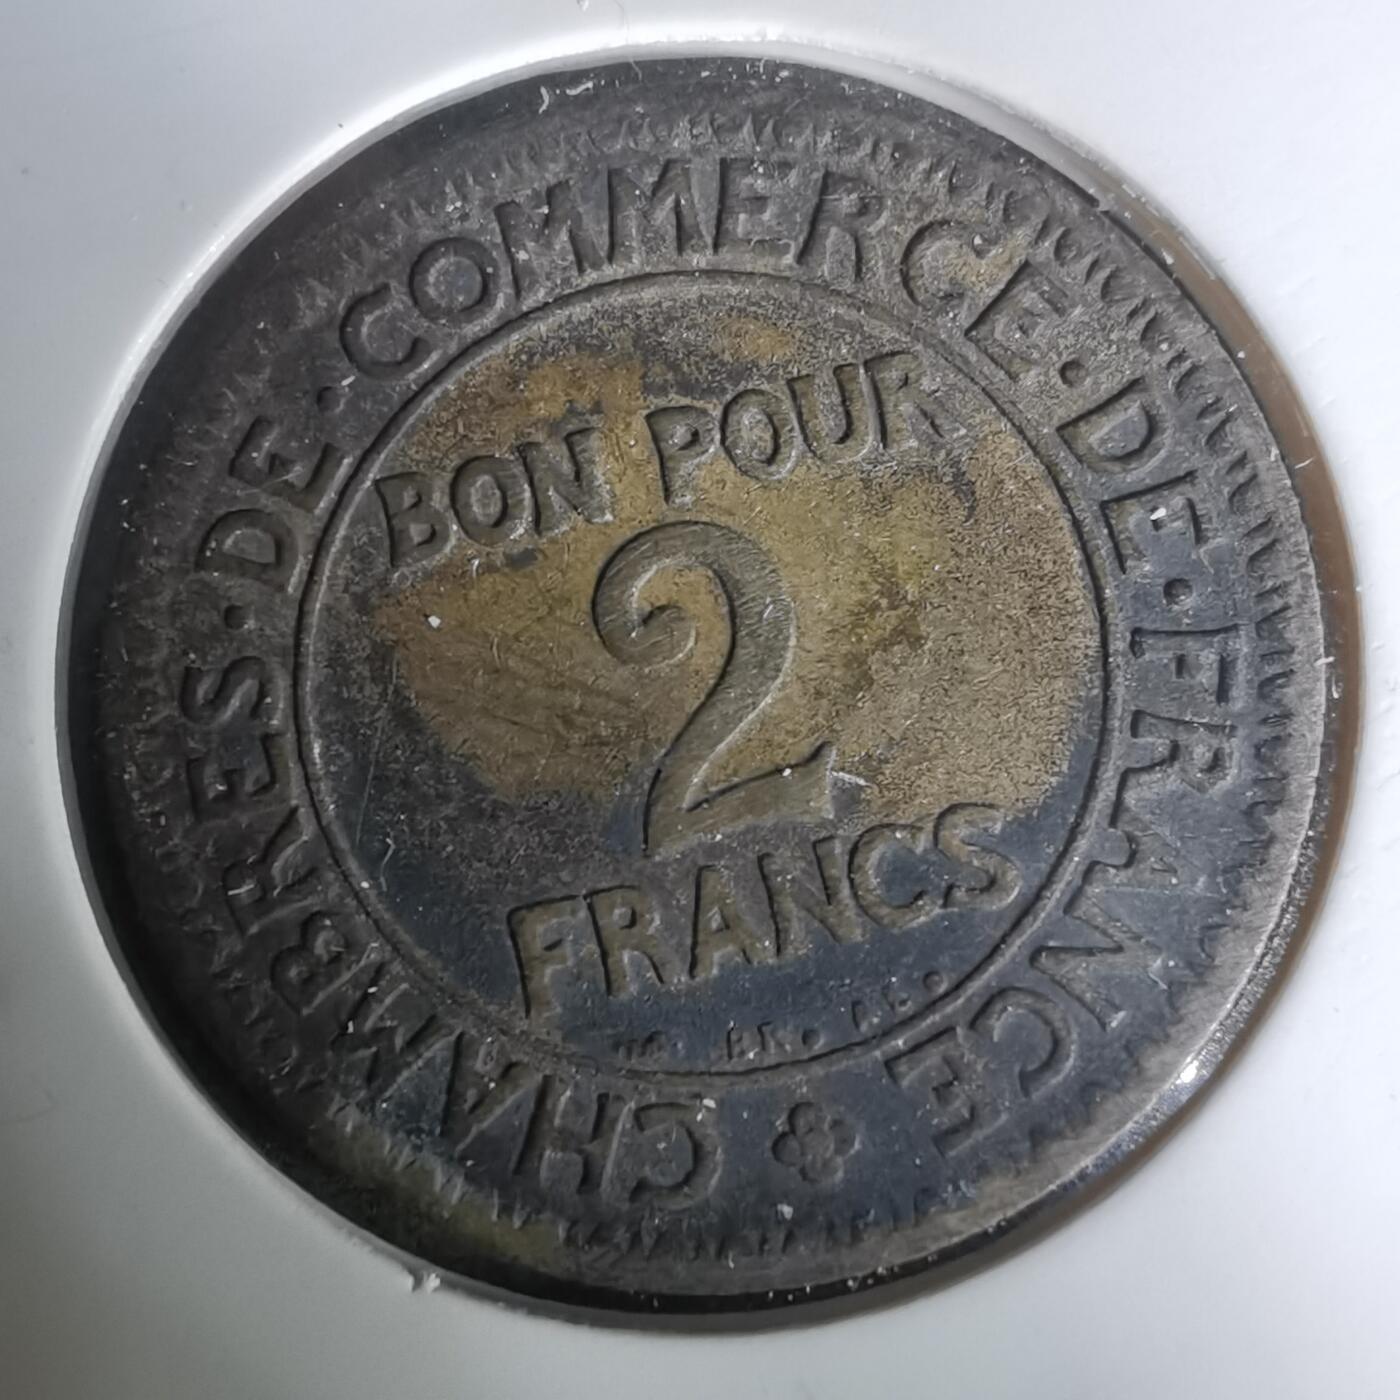 CHAMBRES·DE·COMMERCE·DE·FRANCE
BON POUR
2
FRANCS